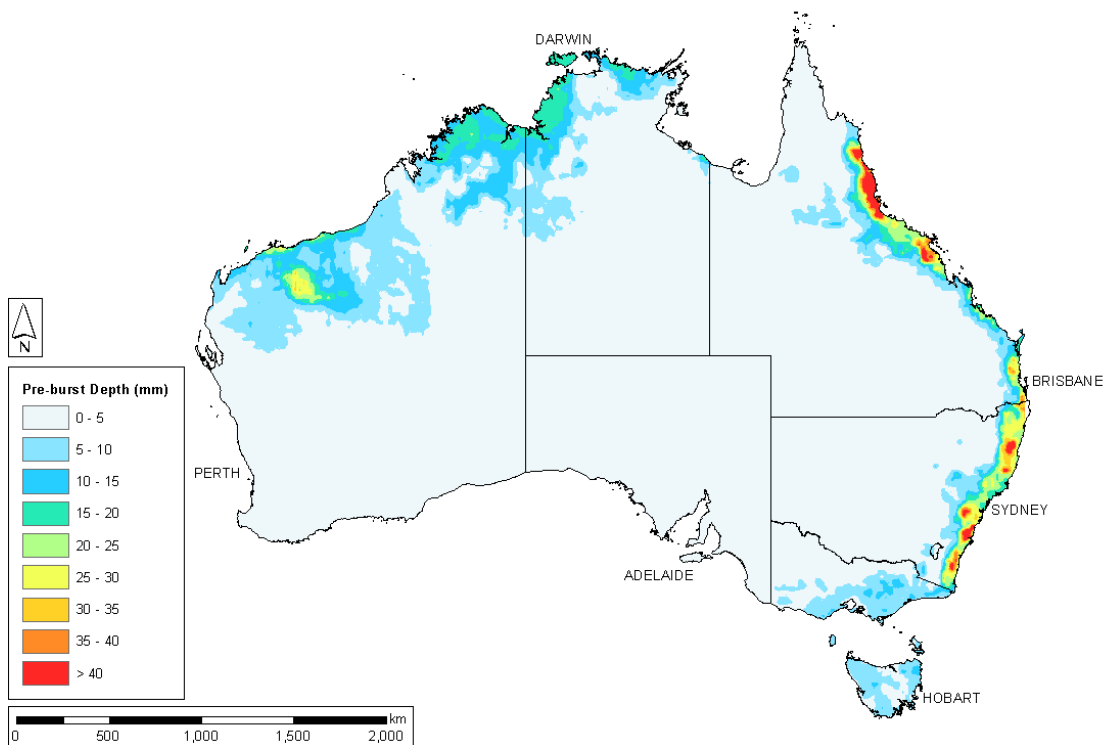 DARWIN
BRISBANE
PERTH
SYDNEY
ADELAIDE
HOBART
N
Pre-burst Depth (mm)
0 - 5
5 - 10
10 - 15
15 - 20
20 - 25
25 - 30
30 - 35
35 - 40
> 40
km
0 500 1,000 1,500 2,000